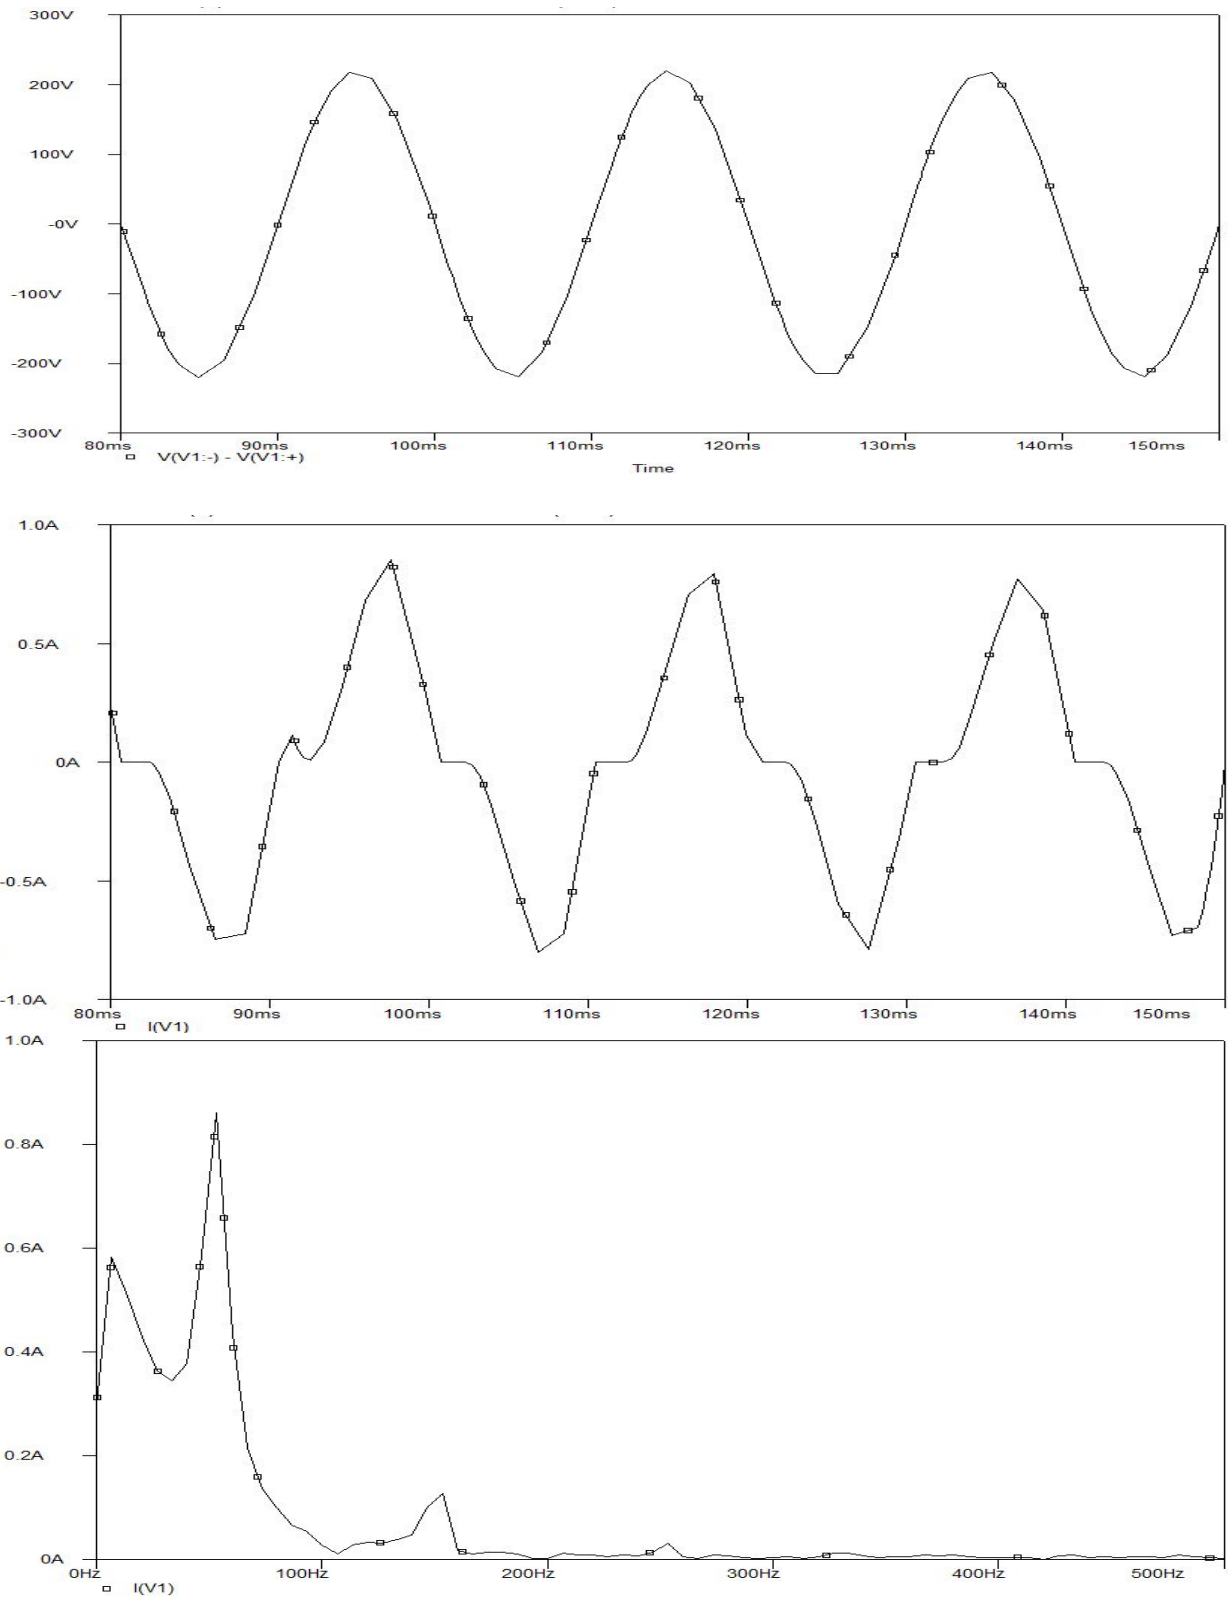 300V
200V
100V
-0V
-100V
-200V
-300V
80ms 90ms 100ms 110ms 120ms 130ms 140ms 150ms
V(V1:-) - V(V1:+)
Time
1.0A
0.5A
0A
-0.5A
-1.0A
80ms 90ms 100ms 110ms 120ms 130ms 140ms 150ms
I(V1)
1.0A
0.8A
0.6A
0.4A
0.2A
0A
0Hz 100Hz 200Hz 300Hz 400Hz 500Hz
I(V1)